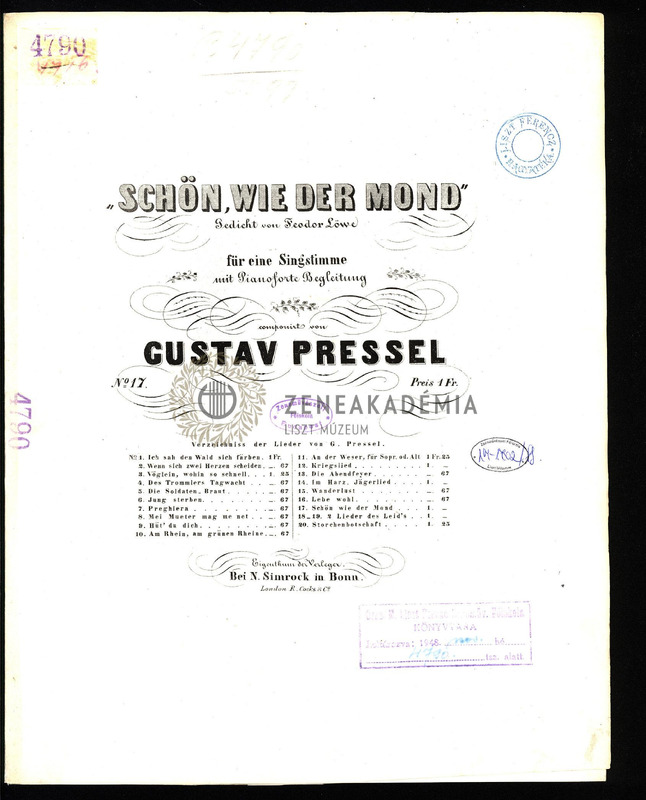 4790
„SCHÖN, WIE DER MOND"
Gedicht von Feodor Löwe
für eine Singstimme
mit Pianoforte Begleitung
componirt von
GUSTAV PRESSEL
No 17.
Preis 1 Fr.
ZENEAKADÉMIA
LISZT MÚZEUM
LISZT FERENCZ
4790
Verzeichniss der Lieder von G. Pressel.
No 1. Ich sah den Wald sich färben. 1 Fr.
2. Wenn sich zwei Herzen scheiden. „ 67
3. Vöglein, wohin so schnell . . . 1. 25
4. Des Trommlers Tagwacht . . . „ 67
5. Die Soldaten, Braut . . . „ 67
6. Jung sterben . . . „ 67
7. Preghiera . . . „ 67
8. Mei Mueter mag me net . . . „ 67
9. Hüt' du dich . . . „ 67
10. Am Rhein, am grünen Rheine . „ 67
11. An der Weser, für Sopr. od. Alt 1 Fr. 25
12. Kriegslied . . . 1. „
13. Die Abendfeyer . . . „ 67
14. Im Harz, Jägerlied . . . 1. „
15. Wanderlust . . . „ 67
16. Lebe wohl . . . „ 67
17. Schön wie der Mond . . . 1. „
18-19. 2 Lieder des Leid's . . 1. „
20. Storchenbotschaft . . . 1. 25
Eigenthum der Verleger.
Bei N. Simrock in Bonn.
London E. Cocks & Co.
KÖNYVTÁRA
1948
szám alatt